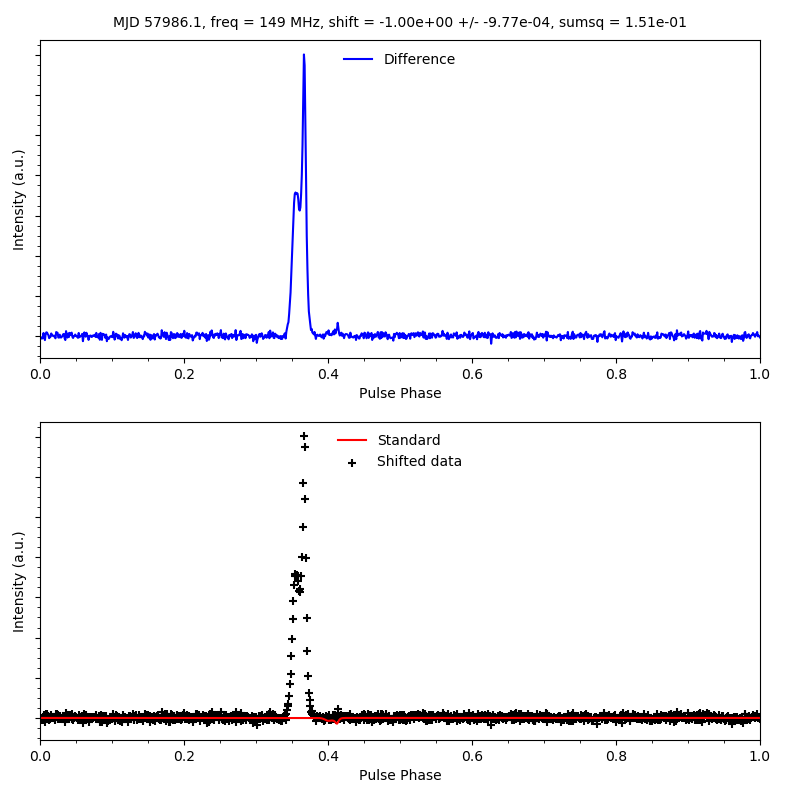 MJD 57986.1, freq = 149 MHz, shift = -1.00e+00 +/- -9.77e-04, sumsq = 1.51e-01
Difference
Intensity (a.u.)
0.0 0.2 0.4 0.6 0.8 1.0
Pulse Phase
Standard
Shifted data
Intensity (a.u.)
0.0 0.2 0.4 0.6 0.8 1.0
Pulse Phase